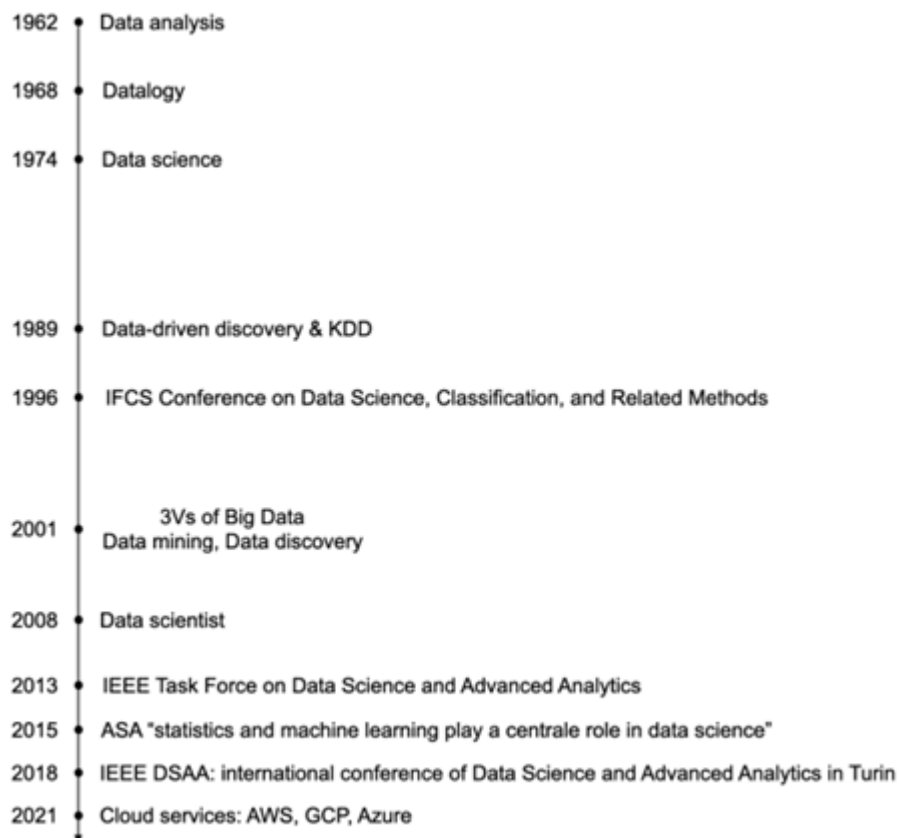 1962 Data analysis
1968 Datalogy
1974 Data science
1989 Data-driven discovery & KDD
1996 IFCS Conference on Data Science, Classification, and Related Methods
3Vs of Big Data
2001 Data mining, Data discovery
2008 Data scientist
2013 IEEE Task Force on Data Science and Advanced Analytics
2015 ASA “statistics and machine learning play a centrale role in data science”
2018 IEEE DSAA: international conference of Data Science and Advanced Analytics in Turin
2021 Cloud services: AWS, GCP, Azure